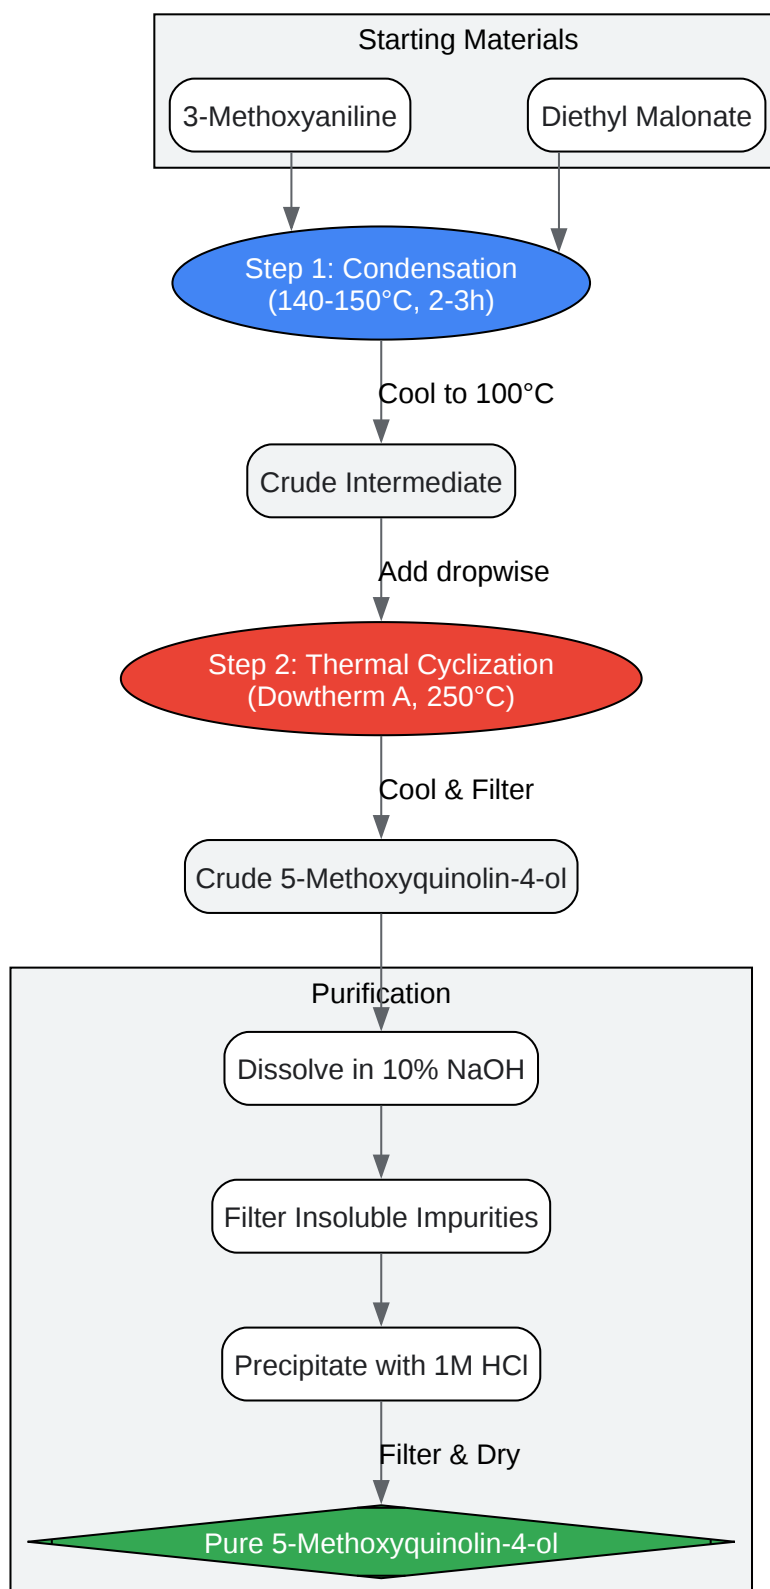 Starting Materials
3-Methoxyaniline
Diethyl Malonate
Step 1: Condensation
(140-150°C, 2-3h)
Cool to 100°C
Crude Intermediate
Add dropwise
Step 2: Thermal Cyclization
(Dowtherm A, 250°C)
Cool & Filter
Crude 5-Methoxyquinolin-4-ol
Purification
Dissolve in 10% NaOH
Filter Insoluble Impurities
Precipitate with 1M HCl
Filter & Dry
Pure 5-Methoxyquinolin-4-ol